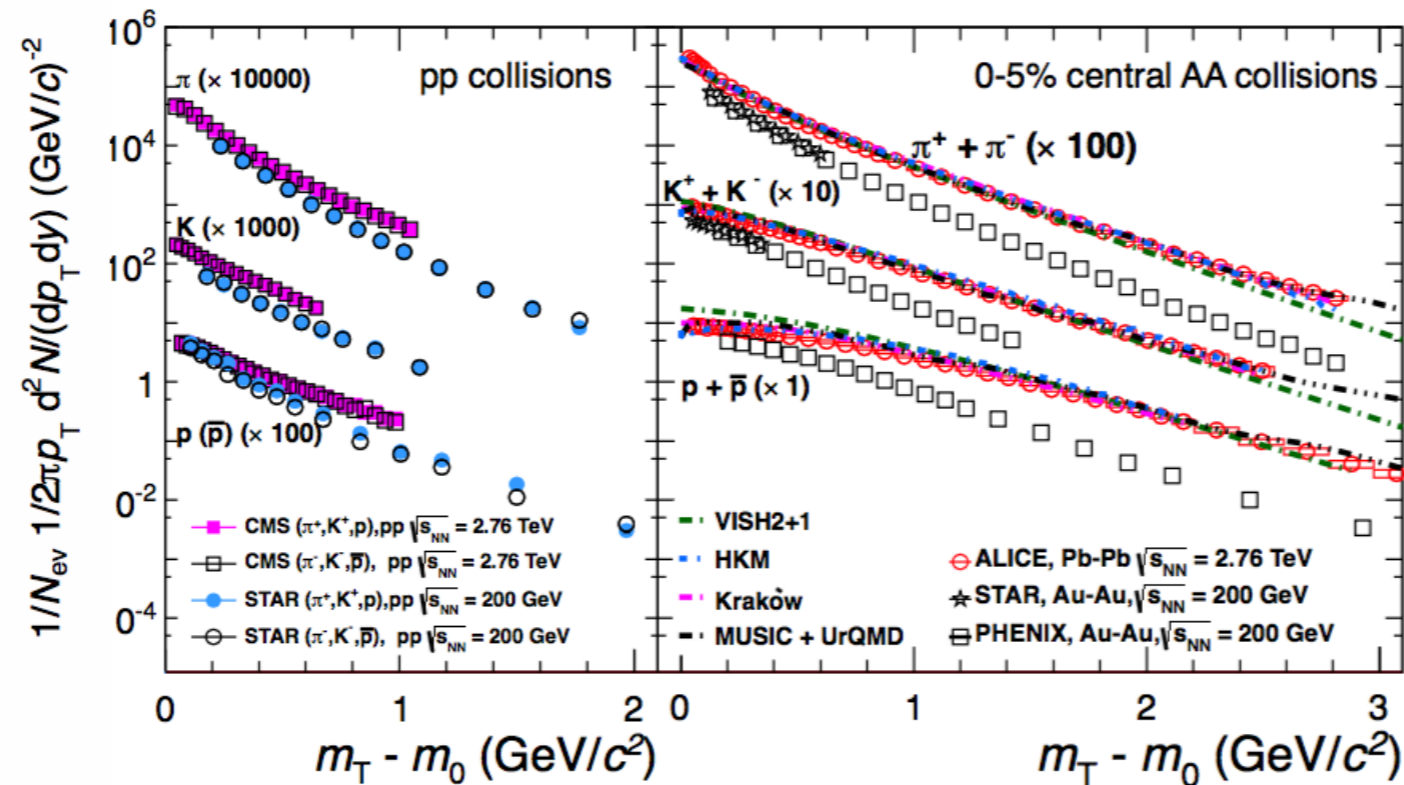 1/N_ev 1/2πp_T d²N/(dp_T dy) (GeV/c)⁻²
10⁶
10⁴
10²
1
10⁻²
10⁻⁴
pp collisions
π (× 10000)
K (× 1000)
p (p̅) (× 100)
CMS (π⁺,K⁺,p),pp √s_NN = 2.76 TeV
CMS (π⁻,K⁻,p̅), pp √s_NN = 2.76 TeV
STAR (π⁺,K⁺,p),pp √s_NN = 200 GeV
STAR (π⁻,K⁻,p̅), pp √s_NN = 200 GeV
0 1 2
m_T - m_0 (GeV/c²)
0-5% central AA collisions
π⁺ + π⁻ (× 100)
K⁺ + K⁻ (× 10)
p + p̅ (× 1)
VISH2+1
HKM
Krakòw
MUSIC + UrQMD
ALICE, Pb-Pb √s_NN = 2.76 TeV
STAR, Au-Au, √s_NN = 200 GeV
PHENIX, Au-Au, √s_NN = 200 GeV
0 1 2 3
m_T - m_0 (GeV/c²)